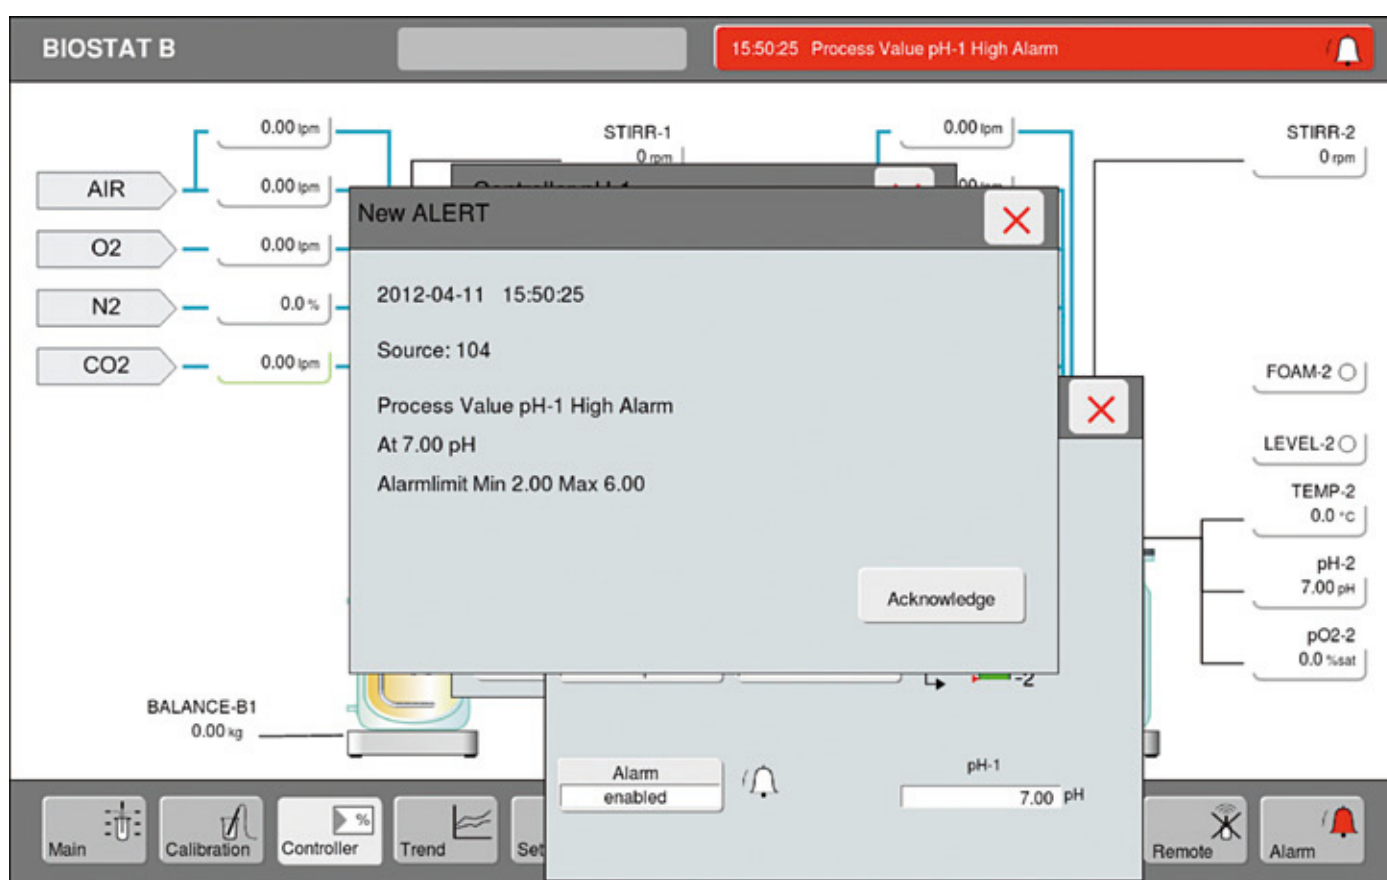 BIOSTAT B
15:50:25 Process Value pH-1 High Alarm
0.00 lpm
STIRR-1
0 rpm
0.00 lpm
STIRR-2
0 rpm
AIR
0.00 lpm
O2
0.00 lpm
N2
0.0 %
CO2
0.00 lpm
New ALERT
2012-04-11 15:50:25
Source: 104
Process Value pH-1 High Alarm
At 7.00 pH
Alarmlimit Min 2.00 Max 6.00
Acknowledge
FOAM-2
LEVEL-2
TEMP-2
0.0 °C
pH-2
7.00 pH
pO2-2
0.0 %sat
-2
BALANCE-B1
0.00 kg
Alarm
enabled
pH-1
7.00 pH
Main
Calibration
%
Controller
Trend
Set
Remote
Alarm